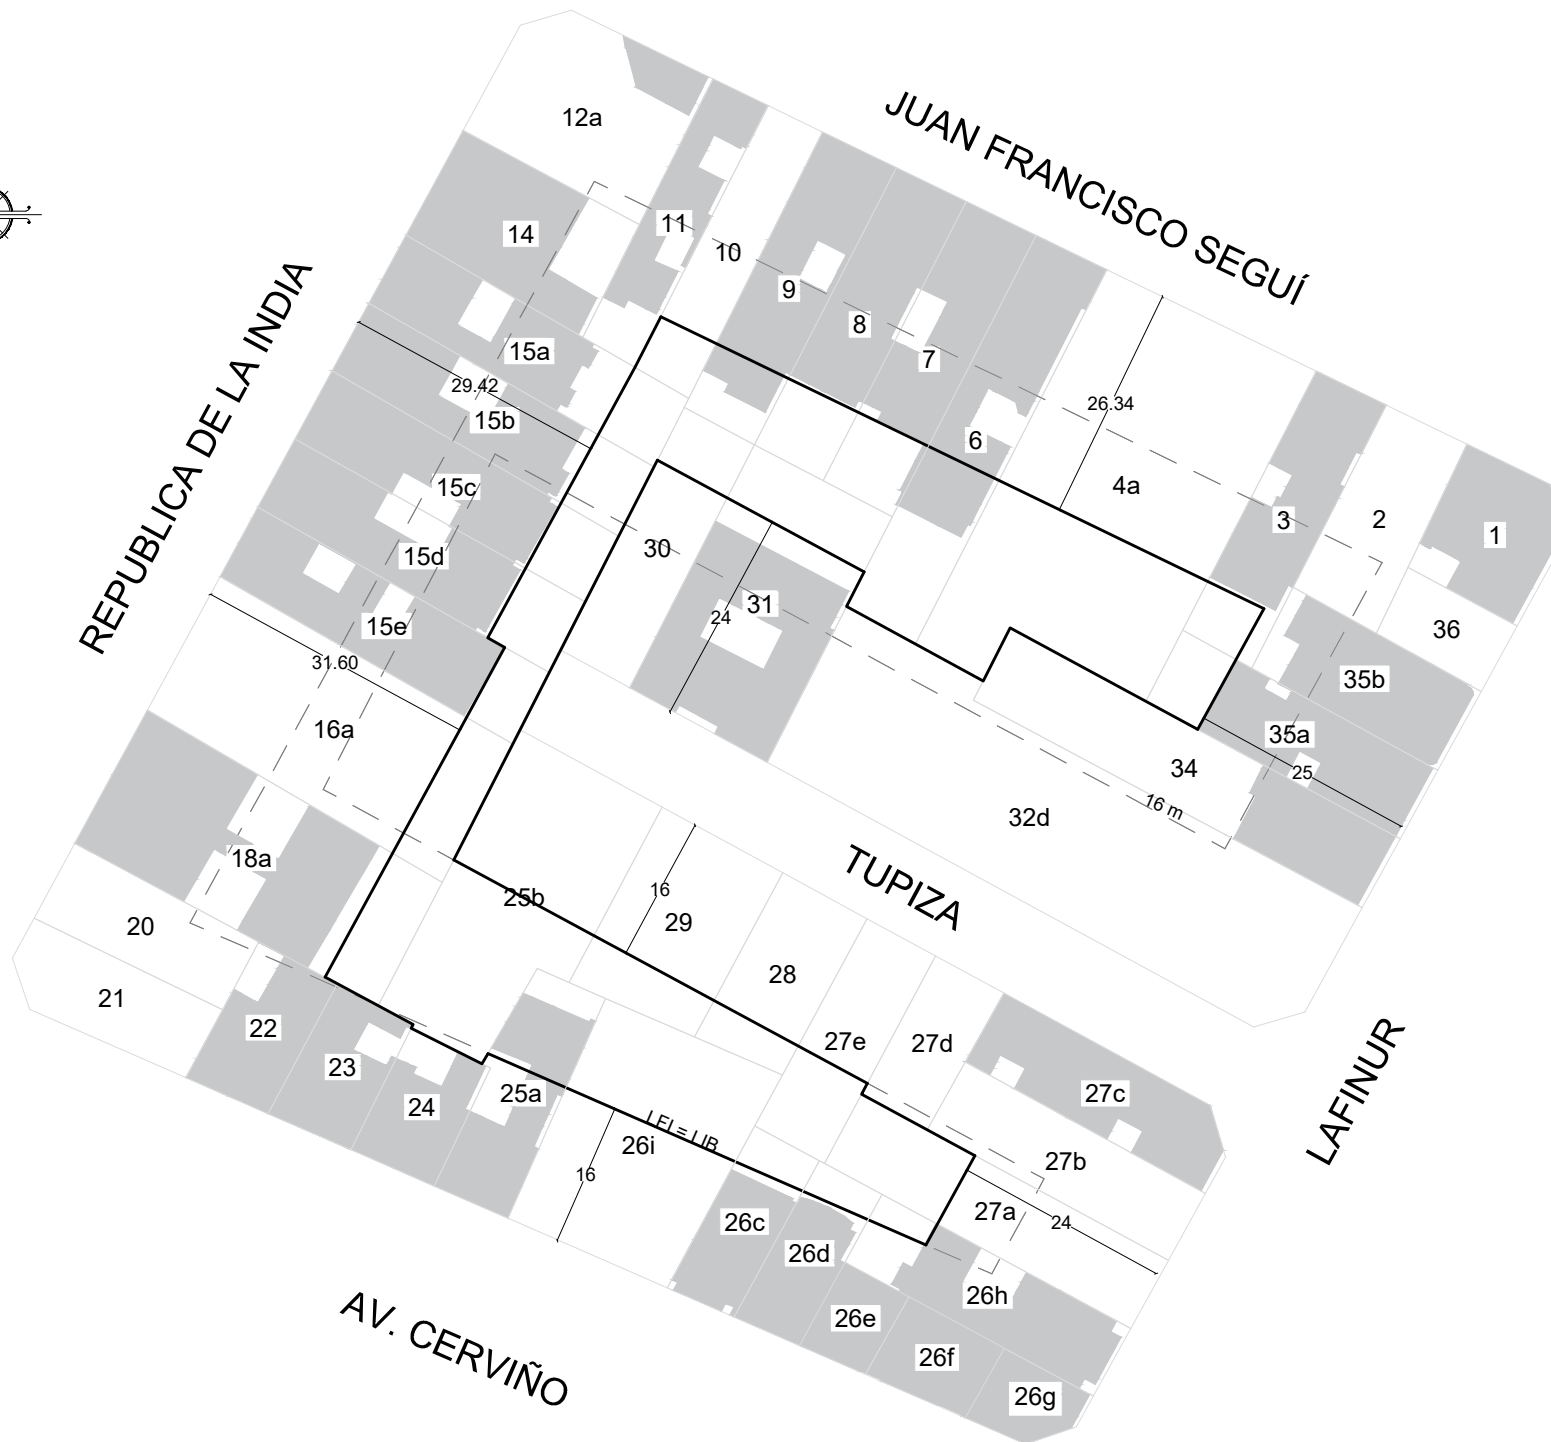 JUAN FRANCISCO SEGUÍ
12a
11
14
10
9
8
7
15a
29.42
15b
26.34
6
4a
15c
3
2
1
15d
30
31
24
15e
36
REPUBLICA DE LA INDIA
31.60
35b
16a
35a
34
25
16 m
32d
18a
TUPIZA
25b
16
29
20
28
21
22
27e
27d
23
25a
24
27c
LAFINUR
LFI = LIB
26i
27b
16
27a
24
26c
26d
26h
26e
26f
26g
AV. CERVIÑO